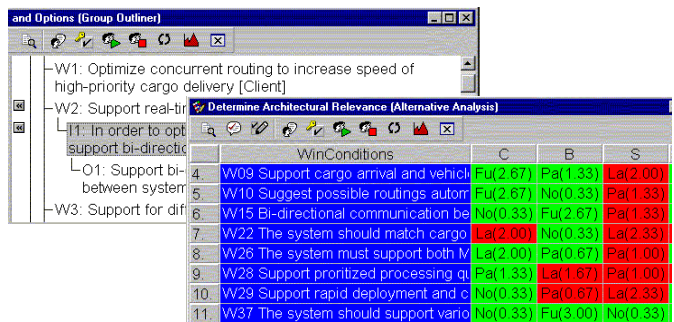 and Options (Group Outliner)
W1: Optimize concurrent routing to increase speed of
high-priority cargo delivery [Client]
W2: Support real-tir
I1: In order to opt
support bi-directio
O1: Support bi-
between system
W3: Support for dif
Determine Architectural Relevance (Alternative Analysis)
WinConditions C B S
4. W09 Support cargo arrival and vehicl Fu(2.67) Pa(1.33) La(2.00)
5. W10 Suggest possible routings autom Fu(2.67) No(0.33) Pa(1.33)
6. W15 Bi-directional communication be No(0.33) Fu(2.67) Pa(1.33)
7. W22 The system should match cargo La(2.00) No(0.33) La(2.33)
8. W26 The system must support both M La(2.00) Pa(0.67) Pa(1.00)
9. W28 Support proritized processing qu Pa(1.33) La(1.67) Pa(1.00)
10. W29 Support rapid deployment and c No(0.33) Pa(0.67) La(2.33)
11. W37 The system should support vario No(0.33) Fu(3.00) No(0.33)